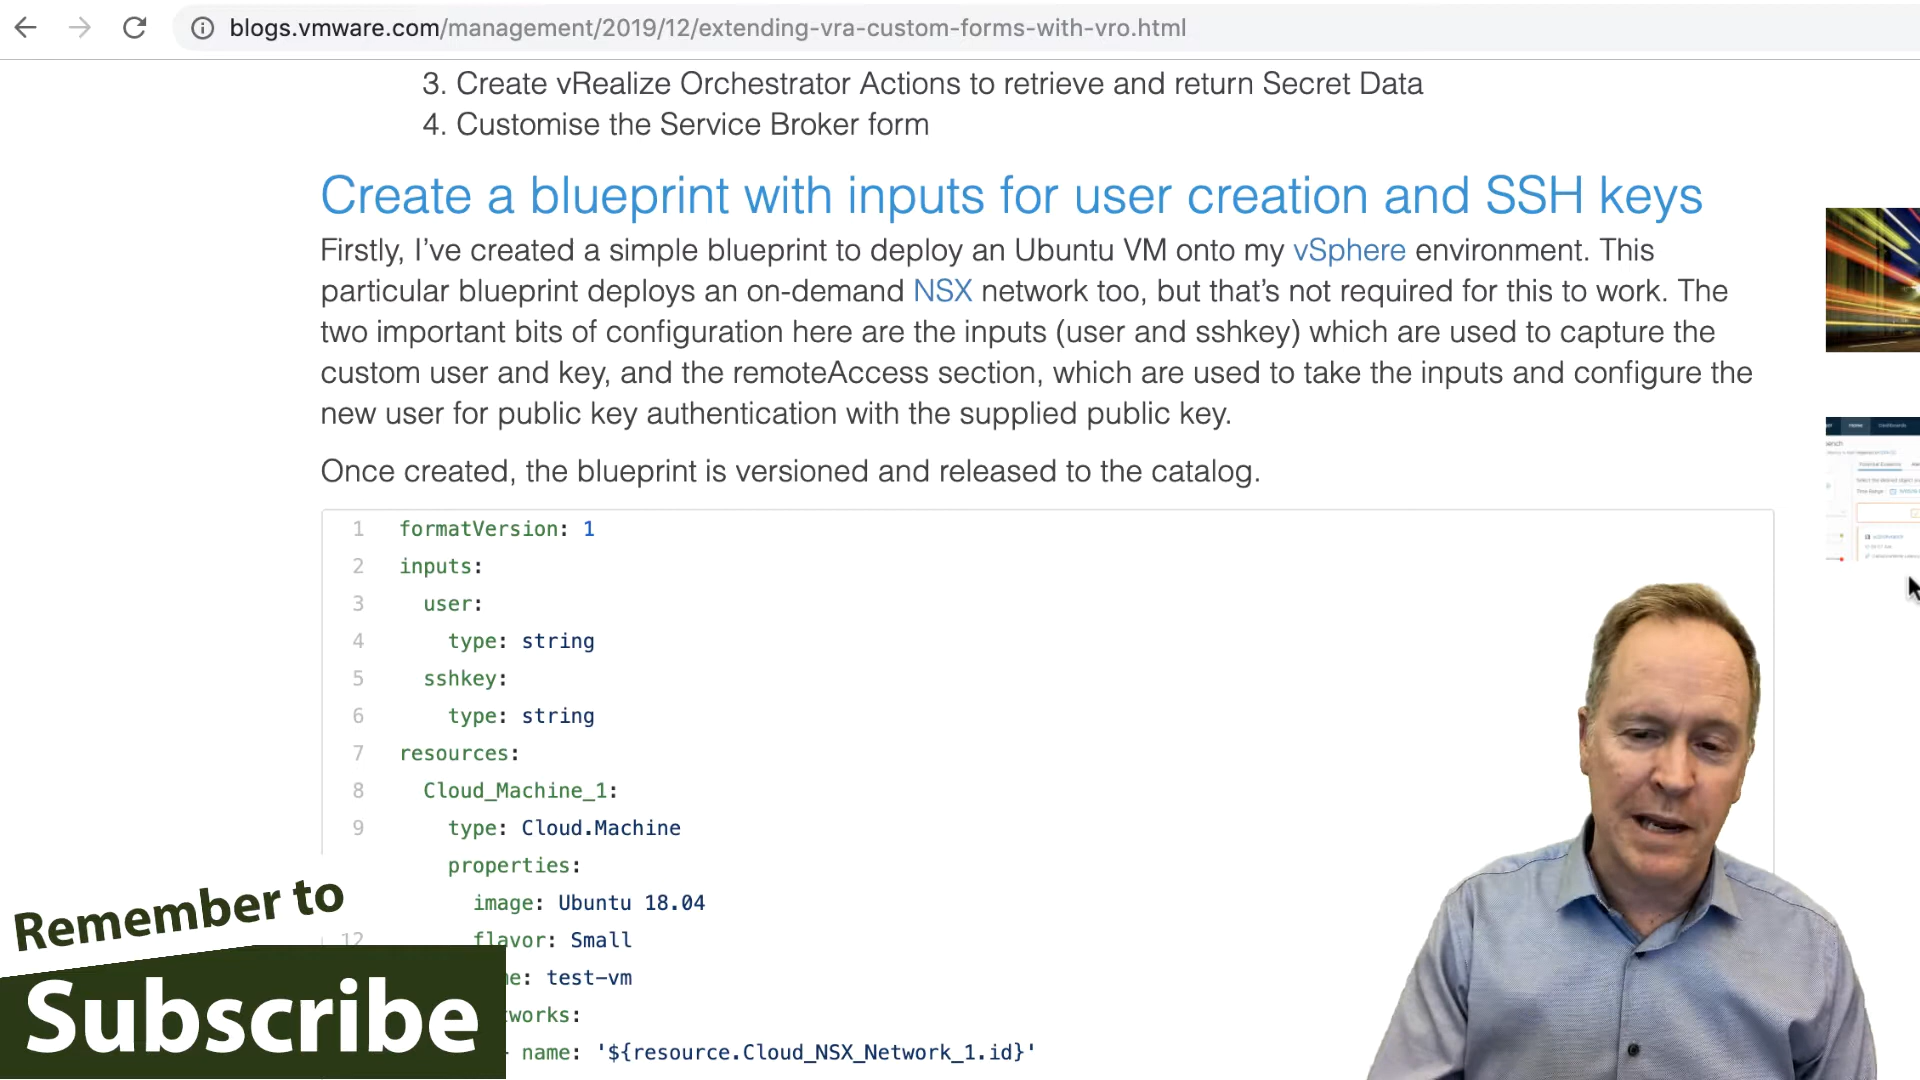 blogs.vmware.com/management/2019/12/extending-vra-custom-forms-with-vro.html
3. Create vRealize Orchestrator Actions to retrieve and return Secret Data
4. Customise the Service Broker form
Create a blueprint with inputs for user creation and SSH keys
Firstly, I’ve created a simple blueprint to deploy an Ubuntu VM onto my vSphere environment. This
particular blueprint deploys an on-demand NSX network too, but that’s not required for this to work. The
two important bits of configuration here are the inputs (user and sshkey) which are used to capture the
custom user and key, and the remoteAccess section, which are used to take the inputs and configure the
new user for public key authentication with the supplied public key.
Once created, the blueprint is versioned and released to the catalog.
1 formatVersion: 1
2 inputs:
3 user:
4 type: string
5 sshkey:
6 type: string
7 resources:
8 Cloud_Machine_1:
9 type: Cloud.Machine
properties:
image: Ubuntu 18.04
12 flavor: Small
me: test-vm
tworks:
- name: '${resource.Cloud_NSX_Network_1.id}'
Remember to
Subscribe